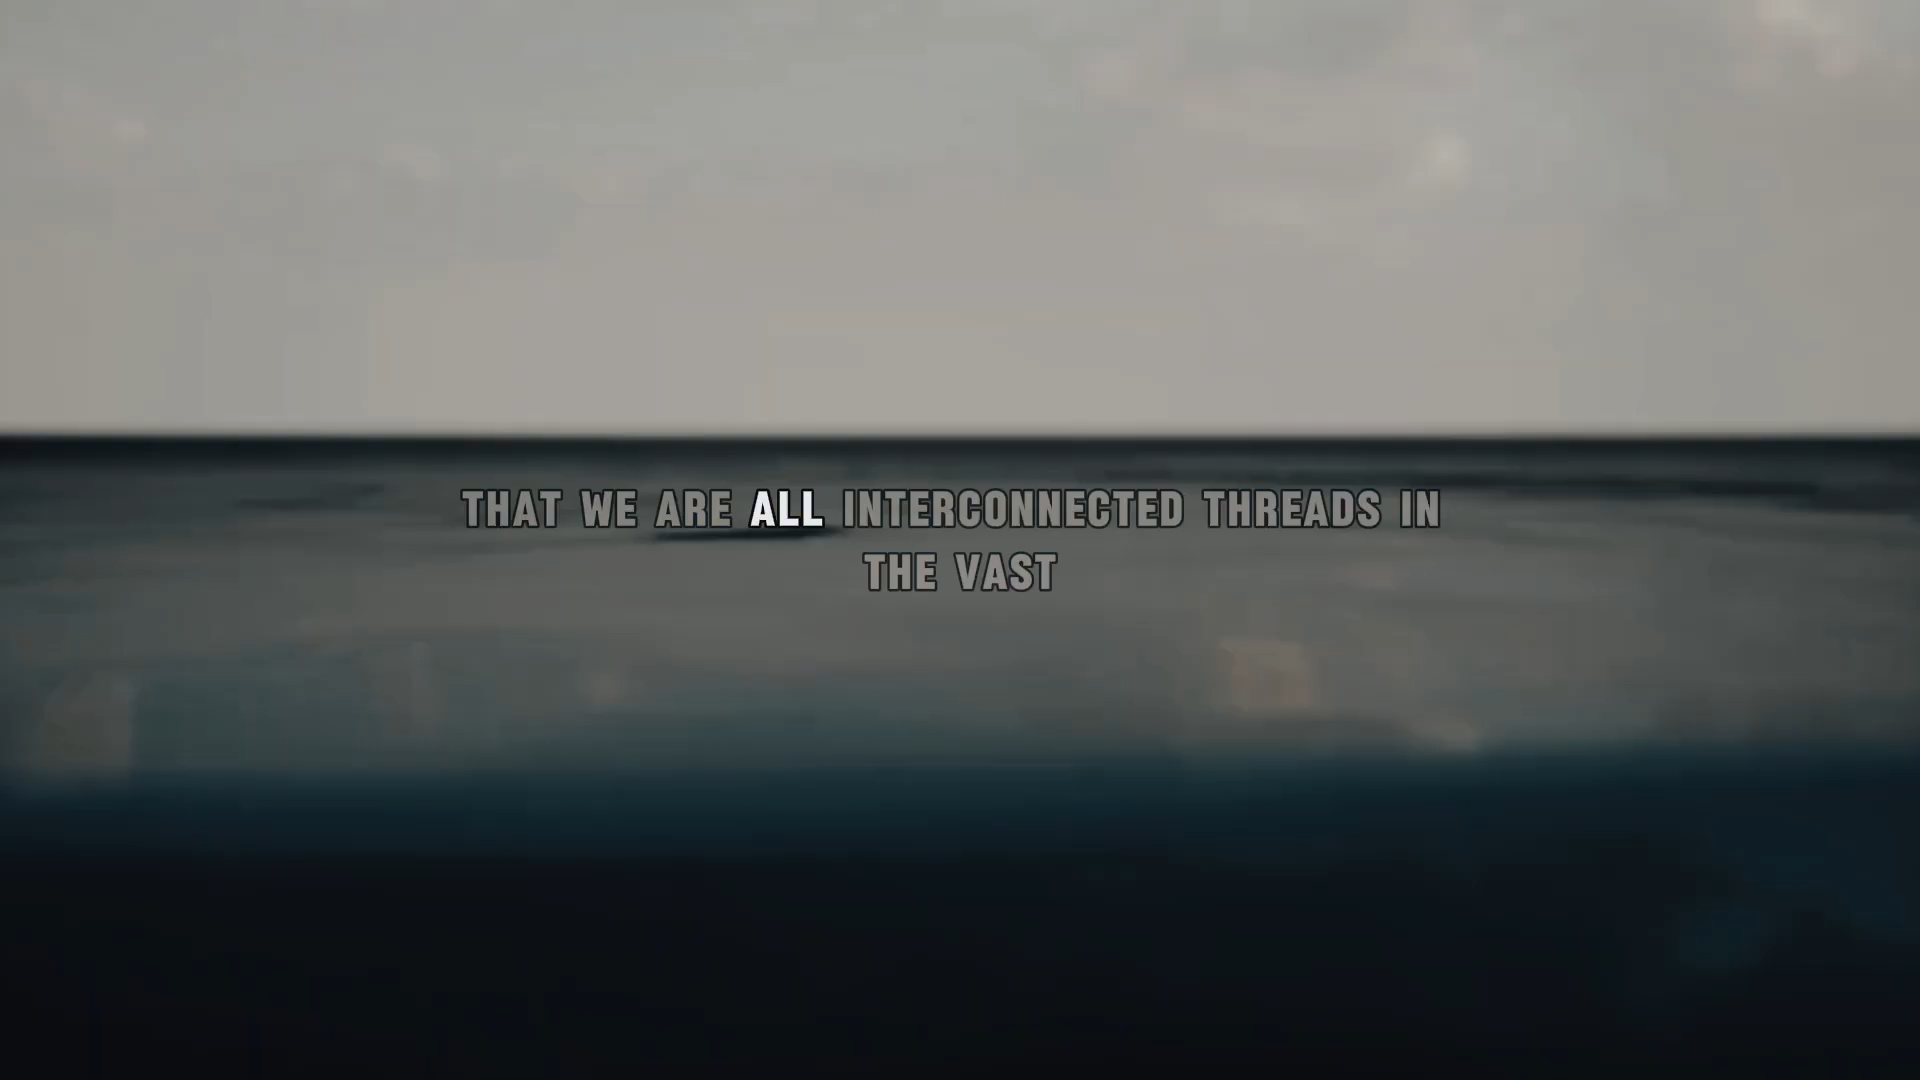 THAT WE ARE ALL INTERCONNECTED THREADS IN
THE VAST